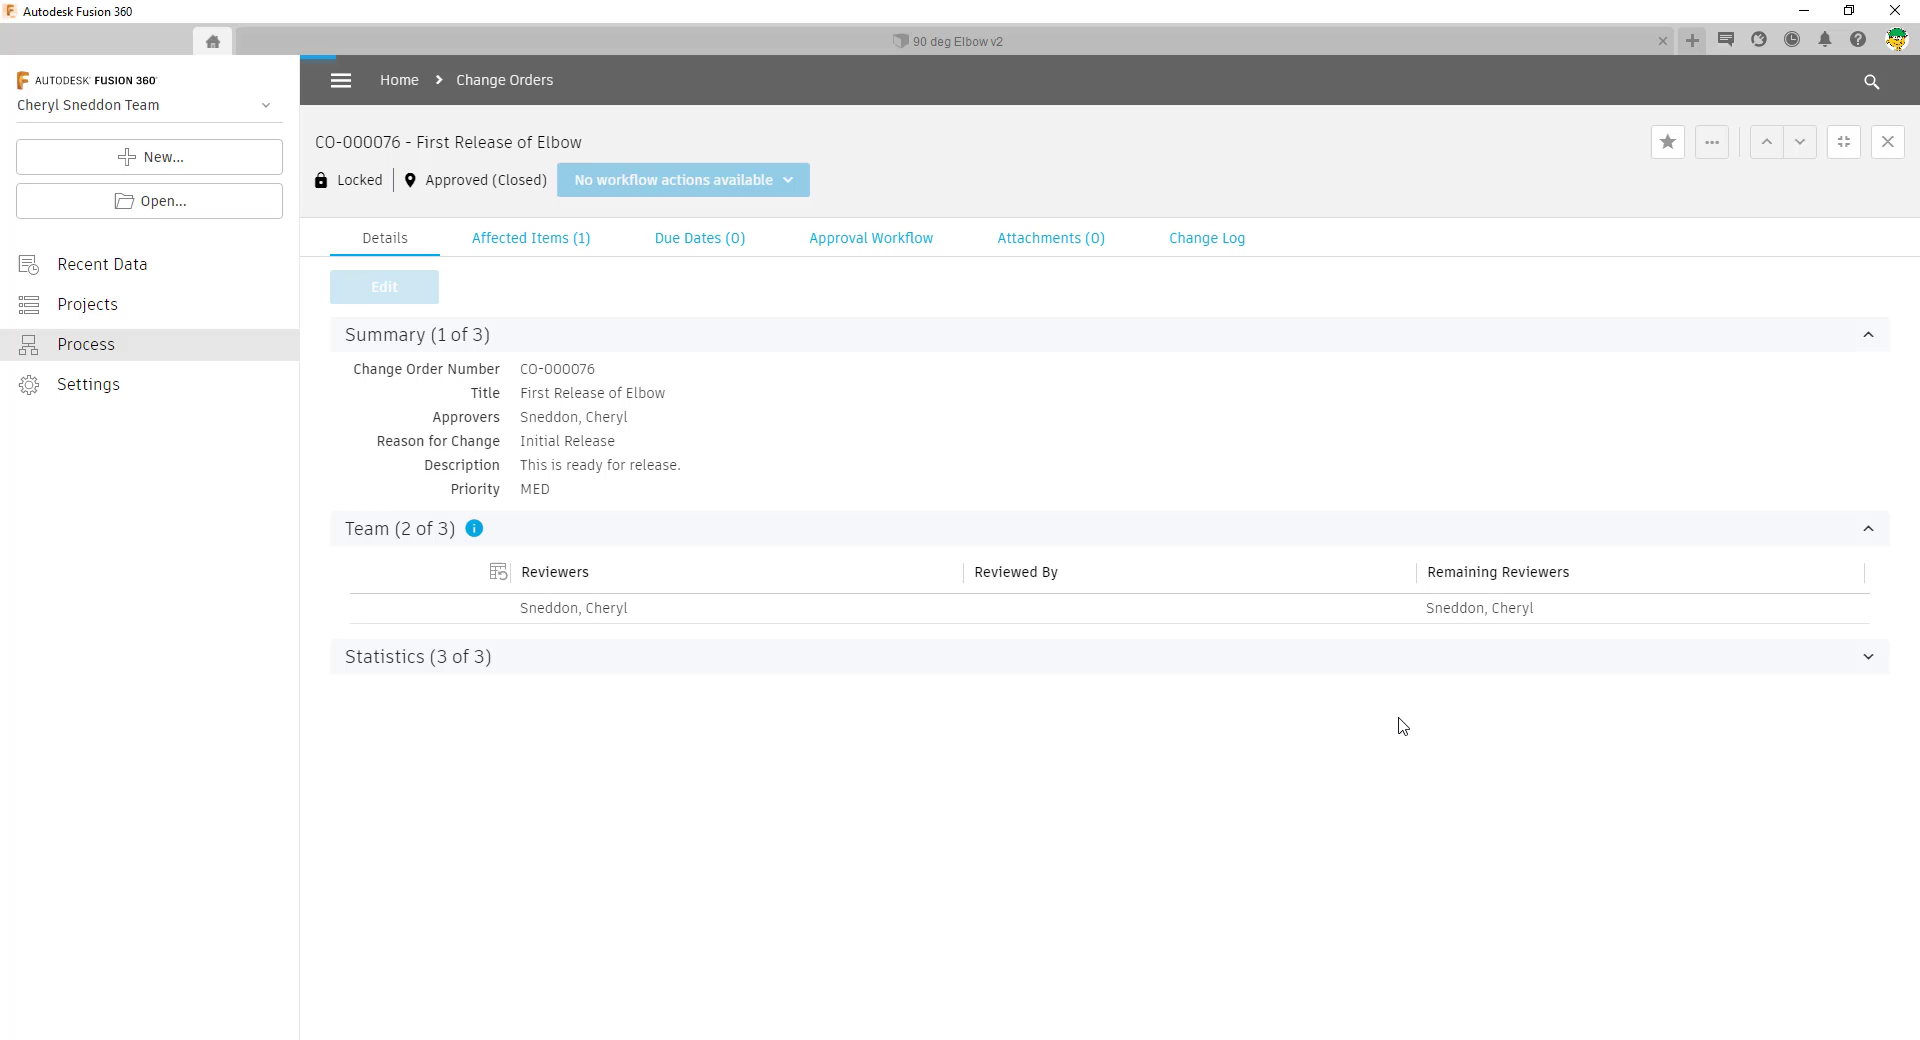 Autodesk Fusion 360
90 deg Elbow v2
AUTODESK FUSION 360
Cheryl Sneddon Team
New...
Open...
Recent Data
Projects
Process
Settings
Home > Change Orders
CO-000076 - First Release of Elbow
Locked Approved (Closed) No workflow actions available
Details Affected Items (1) Due Dates (0) Approval Workflow Attachments (0) Change Log
Edit
Summary (1 of 3)
Change Order Number CO-000076
Title First Release of Elbow
Approvers Sneddon, Cheryl
Reason for Change Initial Release
Description This is ready for release.
Priority MED
Team (2 of 3)
Reviewers Reviewed By Remaining Reviewers
Sneddon, Cheryl Sneddon, Cheryl
Statistics (3 of 3)